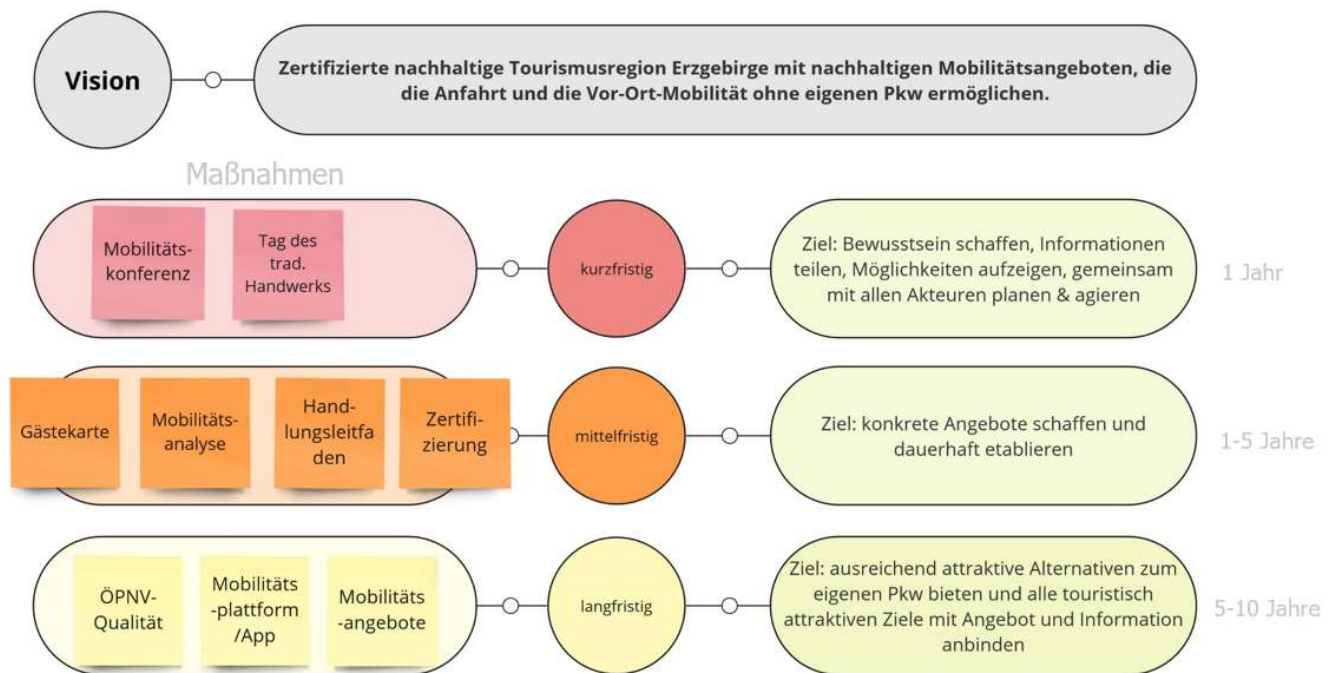 Vision
Zertifizierte nachhaltige Tourismusregion Erzgebirge mit nachhaltigen Mobilitätsangeboten, die
die Anfahrt und die Vor-Ort-Mobilität ohne eigenen Pkw ermöglichen.
Maßnahmen
Mobilitäts-
konferenz
Tag des
trad.
Handwerks
kurzfristig
Ziel: Bewusstsein schaffen, Informationen
teilen, Möglichkeiten aufzeigen, gemeinsam
mit allen Akteuren planen & agieren
1 Jahr
Gästekarte
Mobilitäts-
analyse
Hand-
lungsleitfa
den
Zertifi-
zierung
mittelfristig
Ziel: konkrete Angebote schaffen und
dauerhaft etablieren
1-5 Jahre
ÖPNV-
Qualität
Mobilitäts
-plattform
/App
Mobilitäts
-angebote
langfristig
Ziel: ausreichend attraktive Alternativen zum
eigenen Pkw bieten und alle touristisch
attraktiven Ziele mit Angebot und Information
anbinden
5-10 Jahre